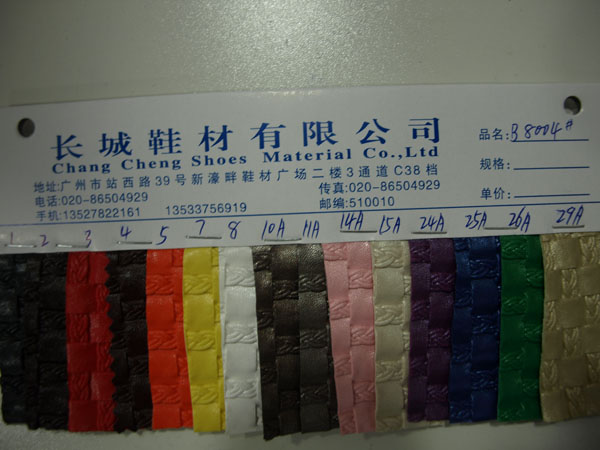 长城鞋材有限公司
Chang Cheng Shoes Material Co.,Ltd
地址:广州市站西路39号新濠畔鞋材广场二楼3通道C38档
电话:020-86504929 传真:020-86504929
手机:13527822161 13533756919 邮编:510010
品名: B8004#
规格:
单价:
1 2 3 4 5 7 8 10A 11A 14A 15A 24A 25A 26A 29A